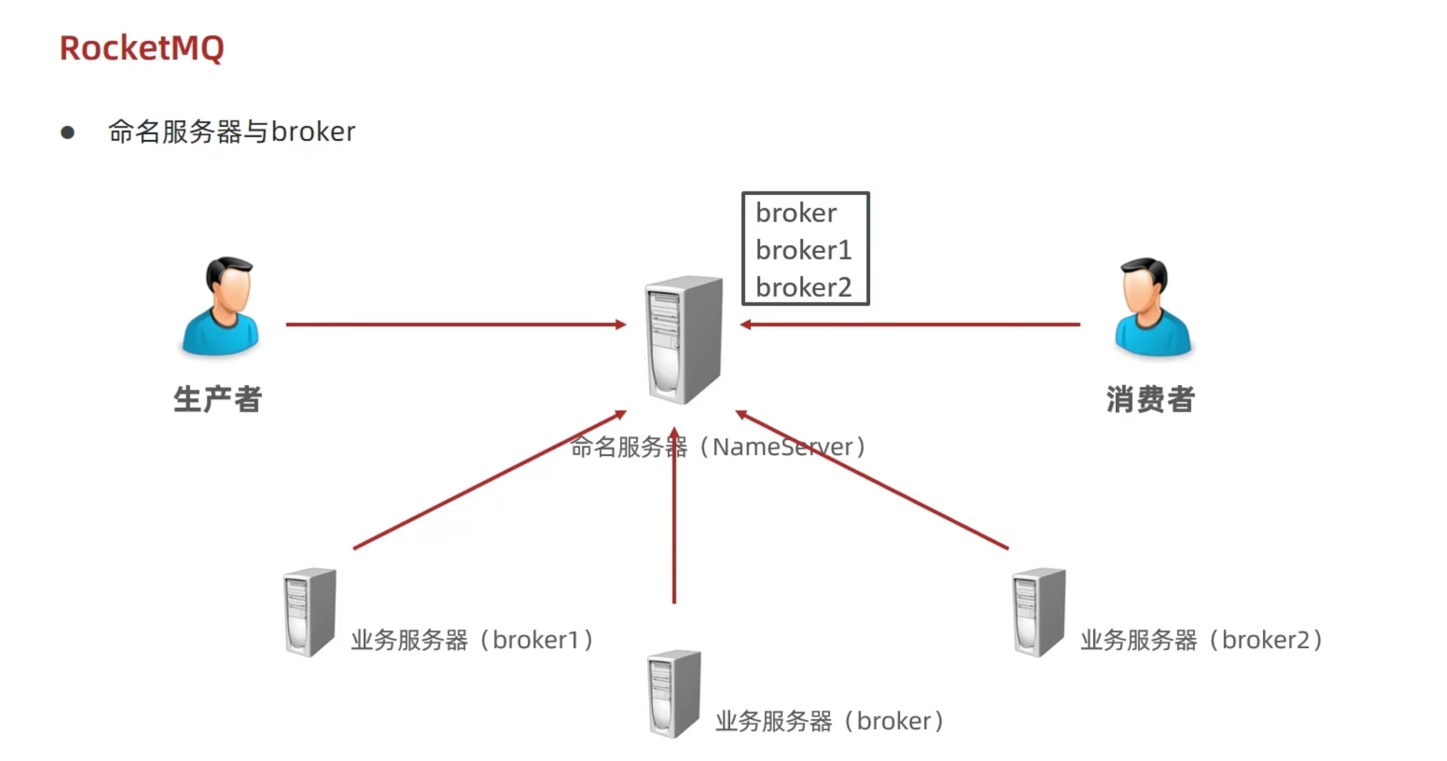 RocketMQ
命名服务器与broker
broker
broker1
broker2
生产者
消费者
命名服务器（NameServer）
业务服务器（broker1）
业务服务器（broker2）
业务服务器（broker）